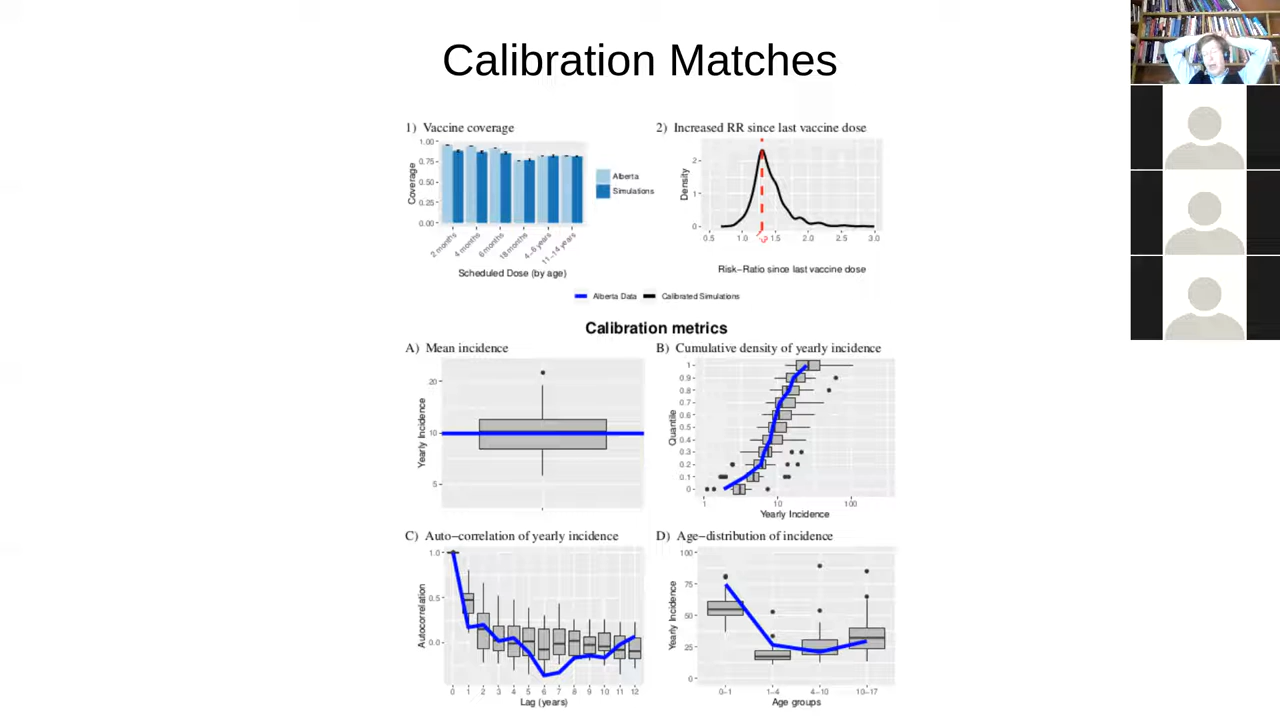 Calibration Matches
1) Vaccine coverage
2) Increased RR since last vaccine dose
1.00
0.75
0.50
0.25
0.00
Coverage
2 months
4 months
6 months
18 months
4-6 years
11-14 years
Scheduled Dose (by age)
Alberta
Simulations
2
1
0
Density
0.5 1.0 1.5 2.0 2.5 3.0
Risk-Ratio since last vaccine dose
Alberta Data Calibrated Simulations
Calibration metrics
A) Mean incidence
B) Cumulative density of yearly incidence
20
10
5
Yearly Incidence
1
0.9
0.8
0.7
0.6
0.5
0.4
0.3
0.2
0.1
0
Quantile
1 10 100
Yearly Incidence
C) Auto-correlation of yearly incidence
D) Age-distribution of incidence
1.0
0.5
0.0
Autocorrelation
0 1 2 3 4 5 6 7 8 9 10 11 12
Lag (years)
100
75
50
25
0
Yearly Incidence
0-1 1-4 4-10 10-17
Age groups